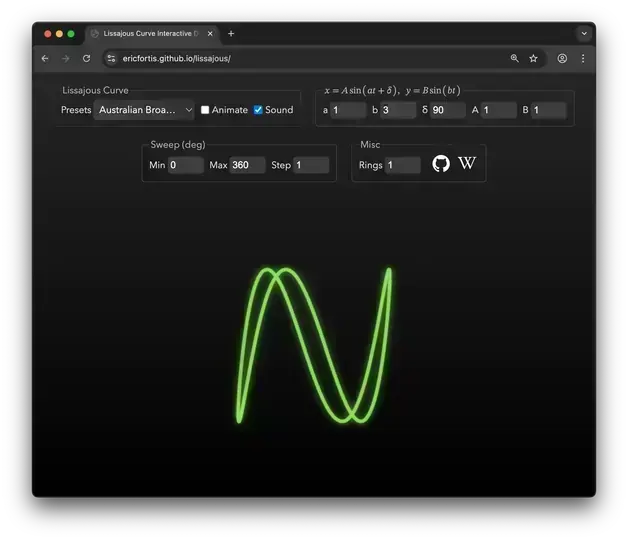 Lissajous Curve Interactive D
ericfortis.github.io/lissajous/
Lissajous Curve
Presets Australian Broa... Animate Sound
x = A sin(at + δ), y = B sin(bt)
a 1 b 3 δ 90 A 1 B 1
Sweep (deg)
Min 0 Max 360 Step 1
Misc
Rings 1 W